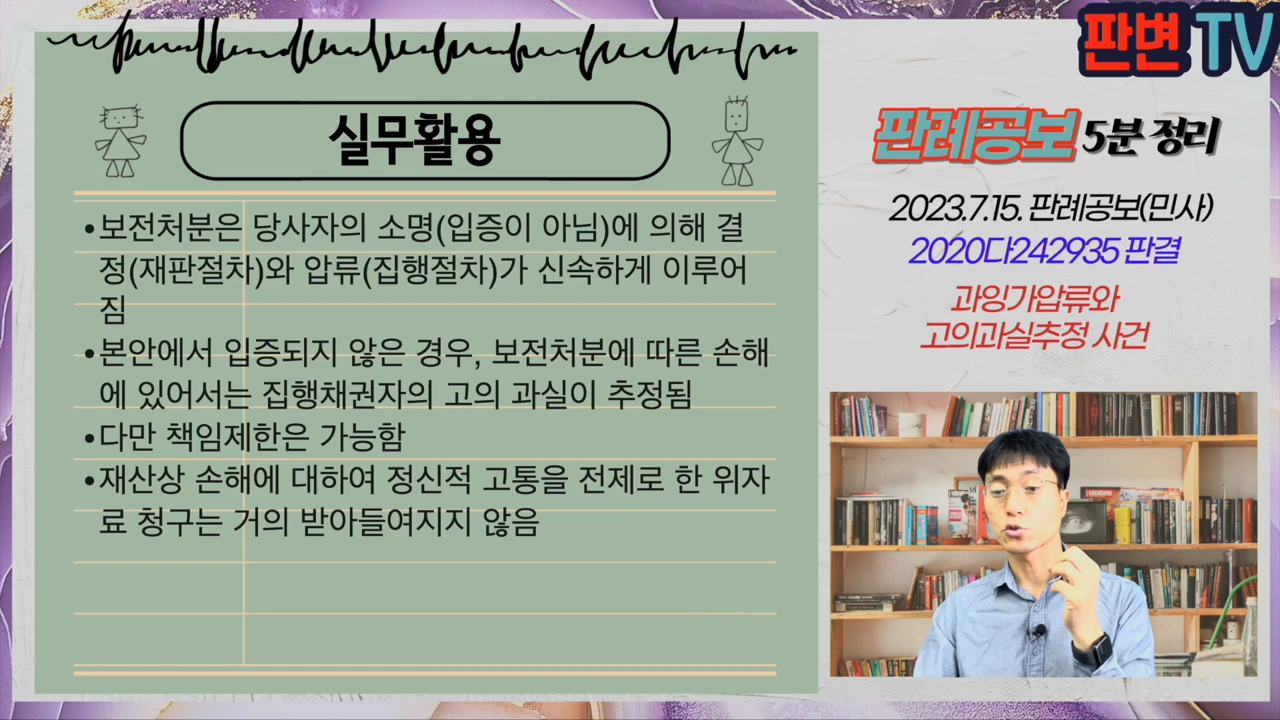 판변 TV
실무활용
•보전처분은 당사자의 소명(입증이 아님)에 의해 결
정(재판절차)와 압류(집행절차)가 신속하게 이루어
짐
•본안에서 입증되지 않은 경우, 보전처분에 따른 손해
에 있어서는 집행채권자의 고의 과실이 추정됨
•다만 책임제한은 가능함
•재산상 손해에 대하여 정신적 고통을 전제로 한 위자
료 청구는 거의 받아들여지지 않음
판례공보 5분 정리
2023.7.15. 판례공보(민사)
2020다242935 판결
과잉가압류와
고의과실추정 사건